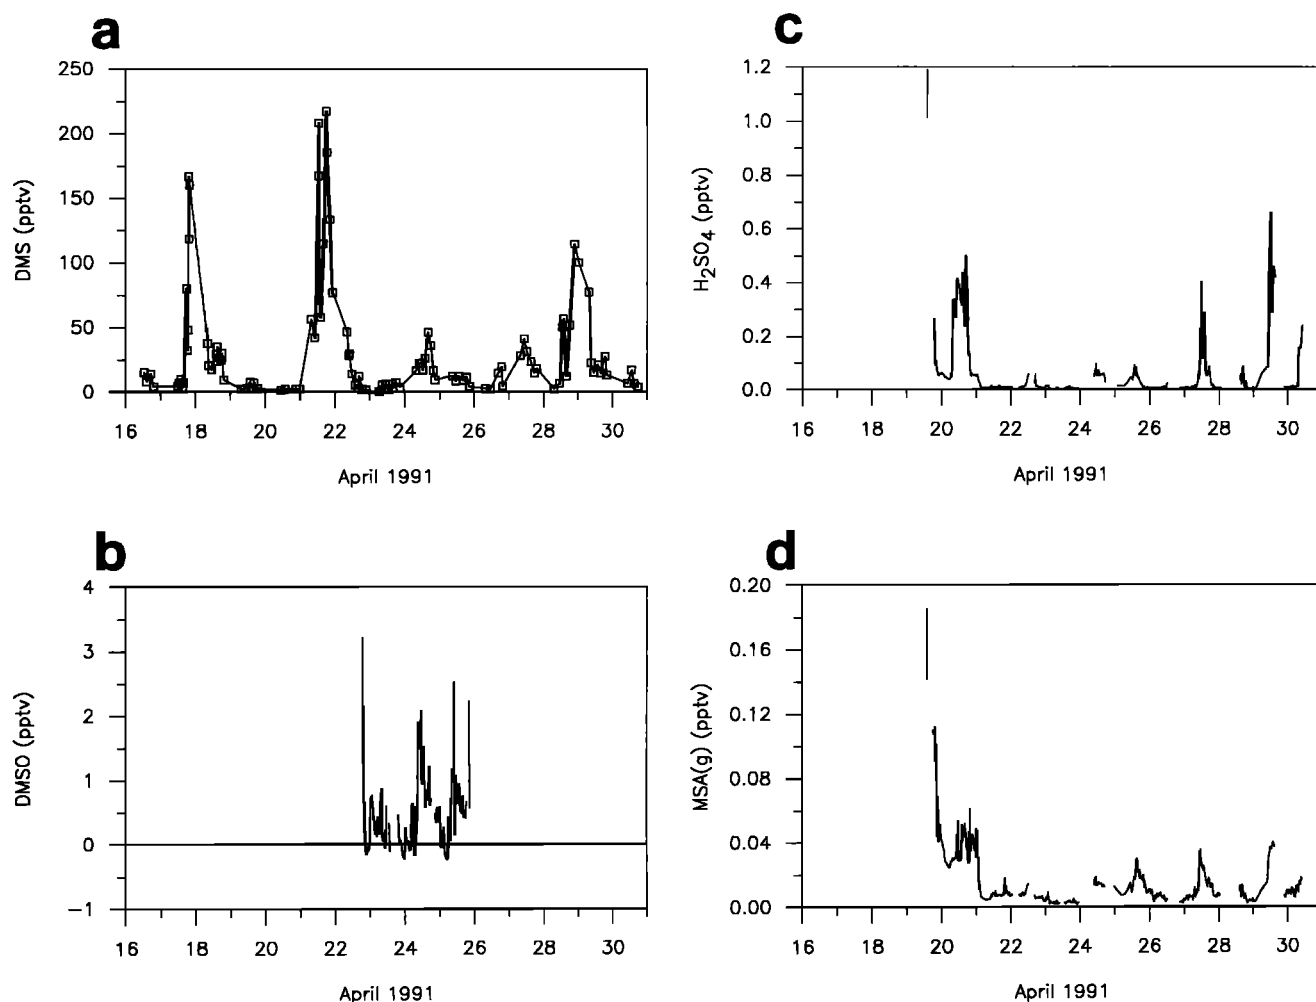 a
250
200
150
100
50
0
DMS (pptv)
16 18 20 22 24 26 28 30
April 1991
b
4
3
2
1
0
−1
DMSO (pptv)
16 18 20 22 24 26 28 30
April 1991
c
1.2
1.0
0.8
0.6
0.4
0.2
0.0
H₂SO₄ (pptv)
16 18 20 22 24 26 28 30
April 1991
d
0.20
0.16
0.12
0.08
0.04
0.00
MSA(g) (pptv)
16 18 20 22 24 26 28 30
April 1991